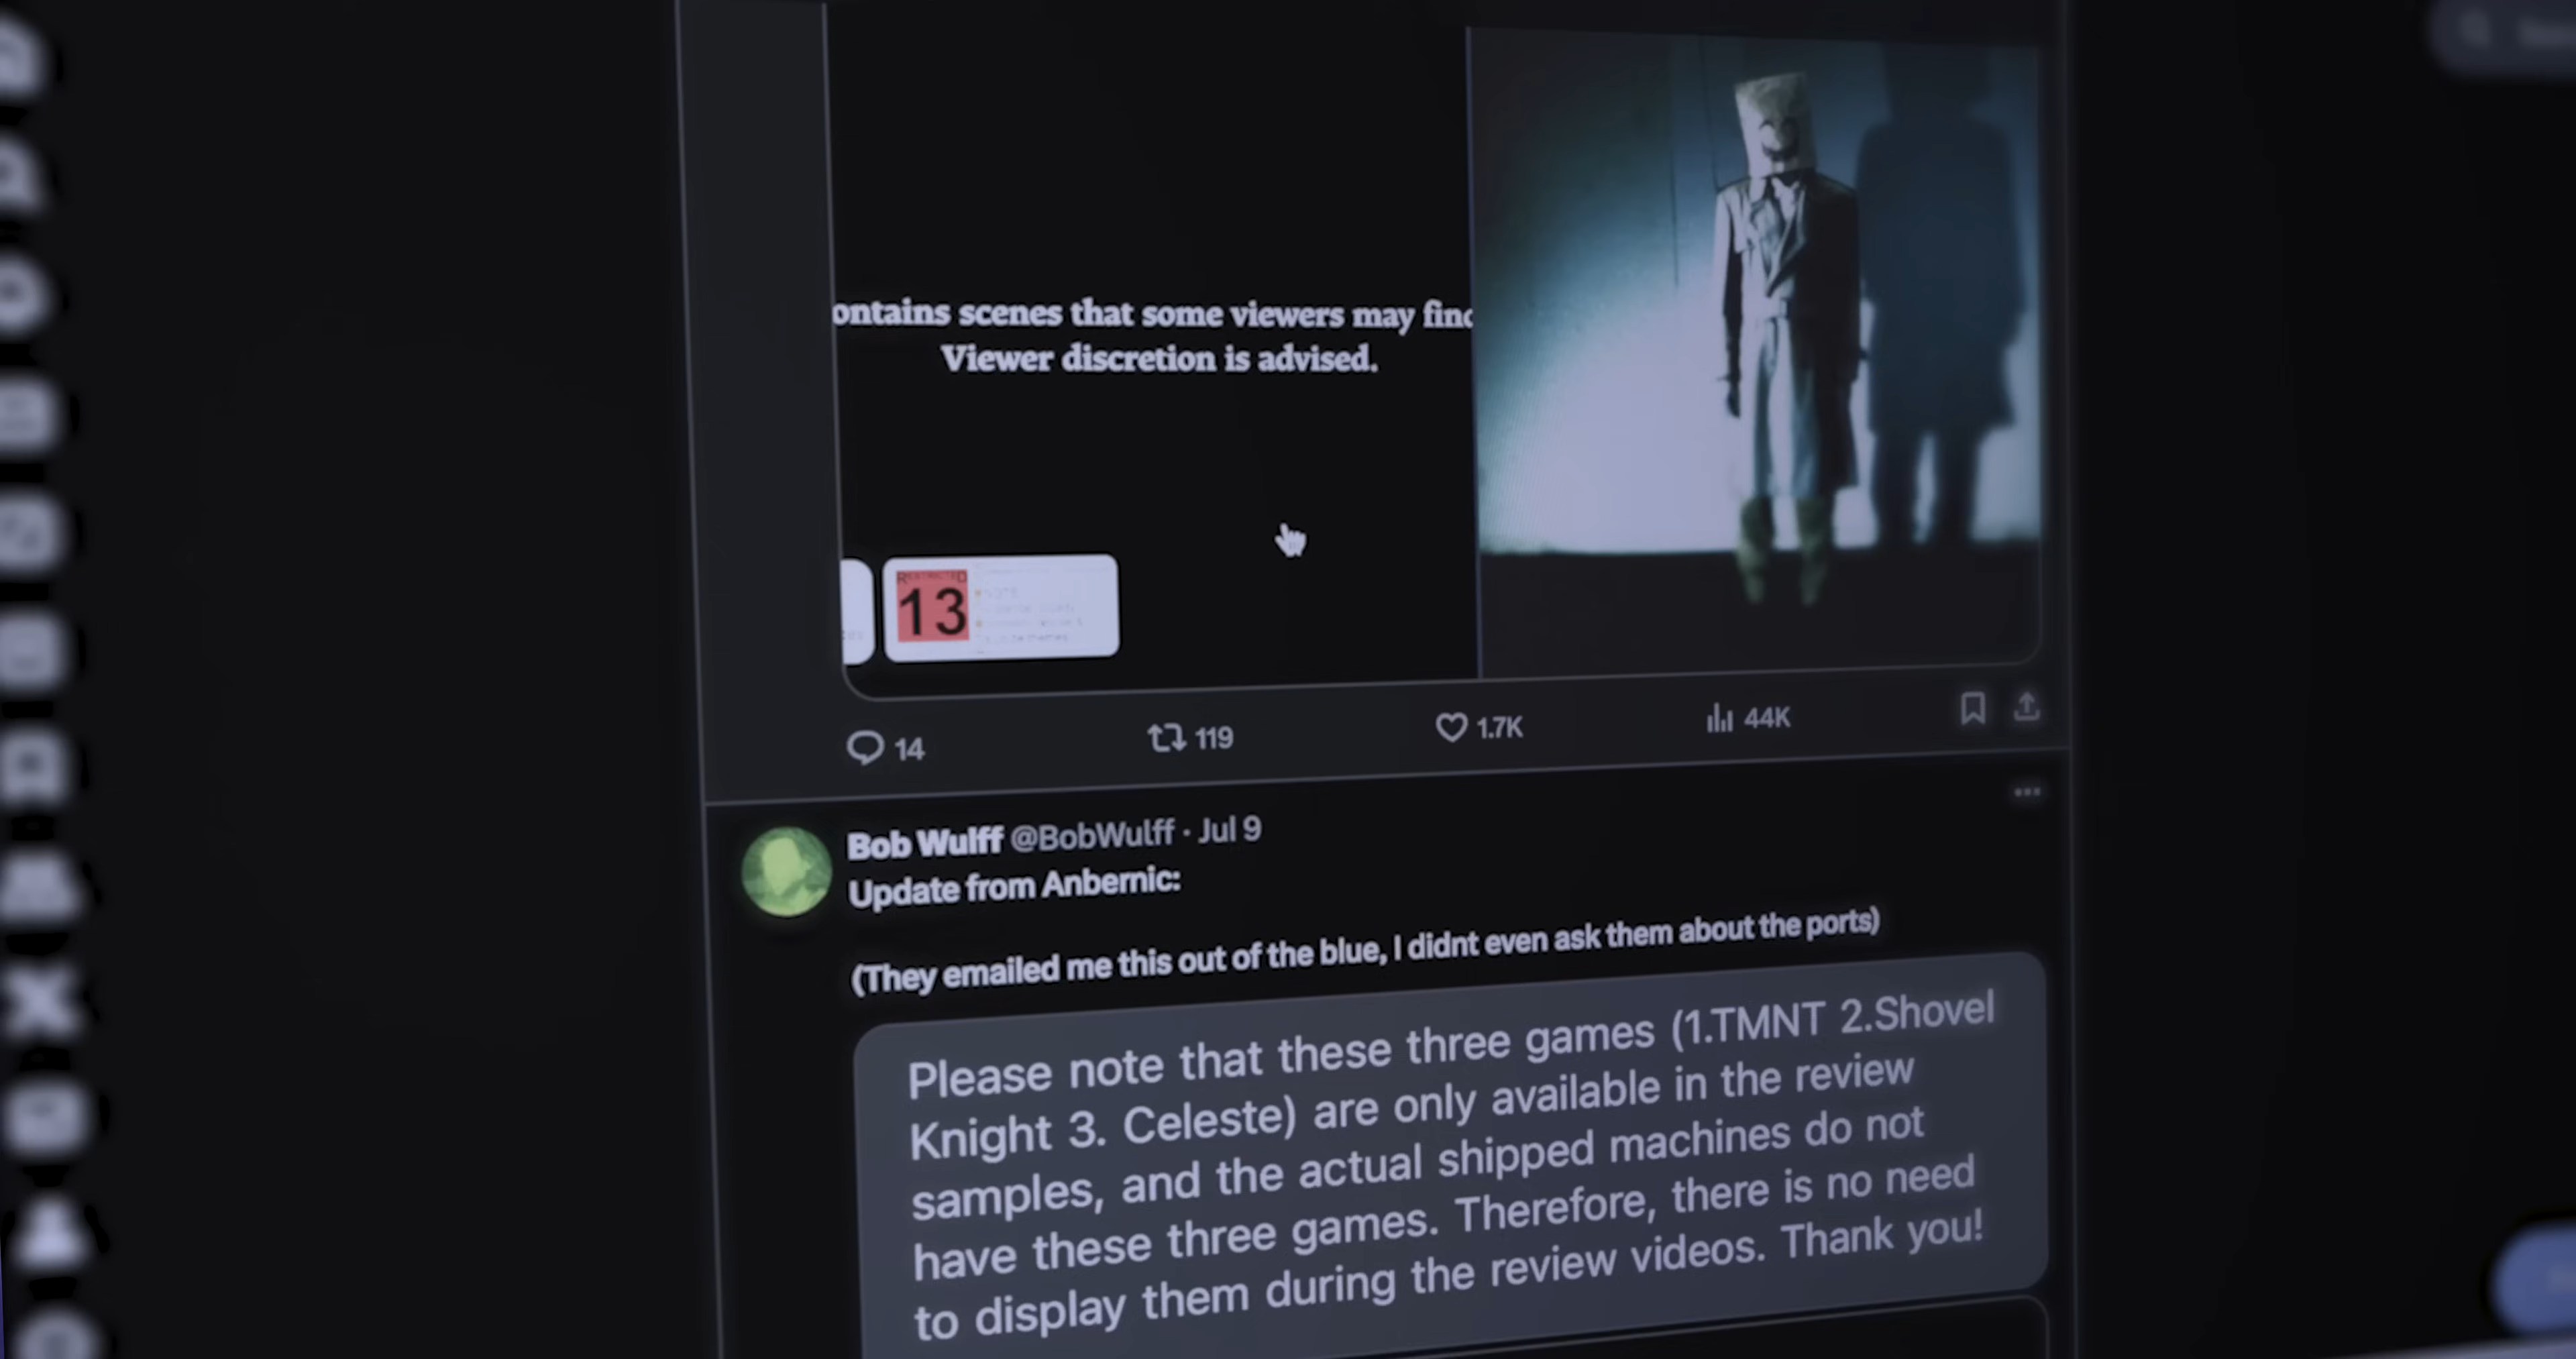 ontains scenes that some viewers may find
Viewer discretion is advised.
RESTRICTED
13
14
119
1.7K
44K
Bob Wulff @BobWulff · Jul 9
Update from Anbernic:
(They emailed me this out of the blue, I didnt even ask them about the ports)
Please note that these three games (1.TMNT 2.Shovel
Knight 3. Celeste) are only available in the review
samples, and the actual shipped machines do not
have these three games. Therefore, there is no need
to display them during the review videos. Thank you!